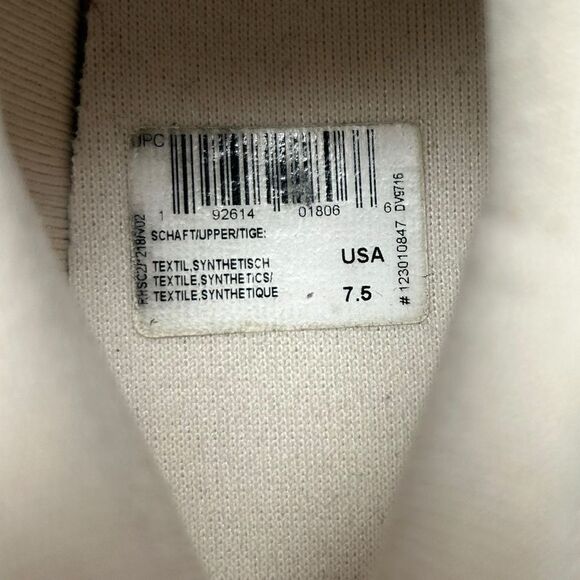 UPC
1 92614 01806 6
SCHAFT/UPPER/TIGE:
TEXTIL,SYNTHETISCH
TEXTILE,SYNTHETICS/
TEXTILE,SYNTHETIQUE
USA
7.5
# 123010847 DV9716